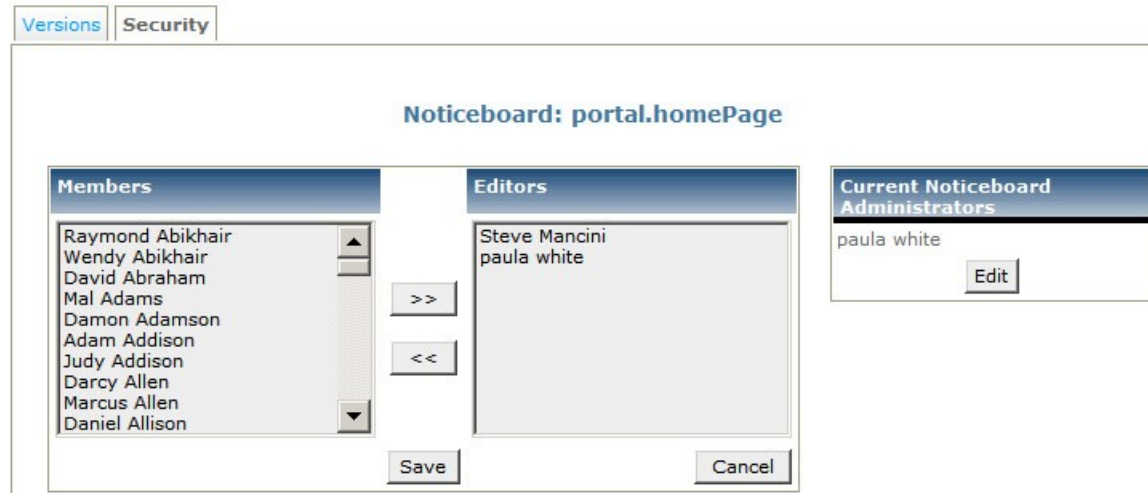 Versions Security
Noticeboard: portal.homePage
Members
Raymond Abikhair
Wendy Abikhair
David Abraham
Mal Adams
Damon Adamson
Adam Addison
Judy Addison
Darcy Allen
Marcus Allen
Daniel Allison
>>
<<
Editors
Steve Mancini
paula white
Save
Cancel
Current Noticeboard
Administrators
paula white
Edit